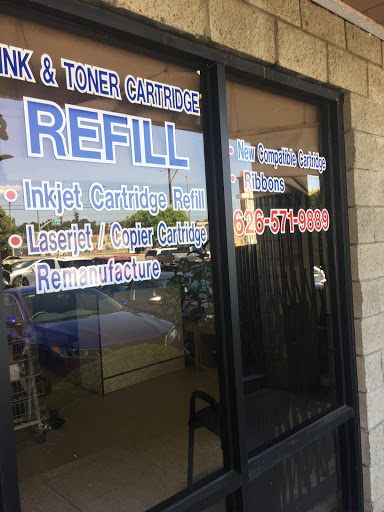 INK & TONER CARTRIDGE
REFILL
• Inkjet Cartridge Refill
• Laserjet / Copier Cartridge
Remanufacture
• New Compatible Cartridge
• Ribbons
626-571-9889